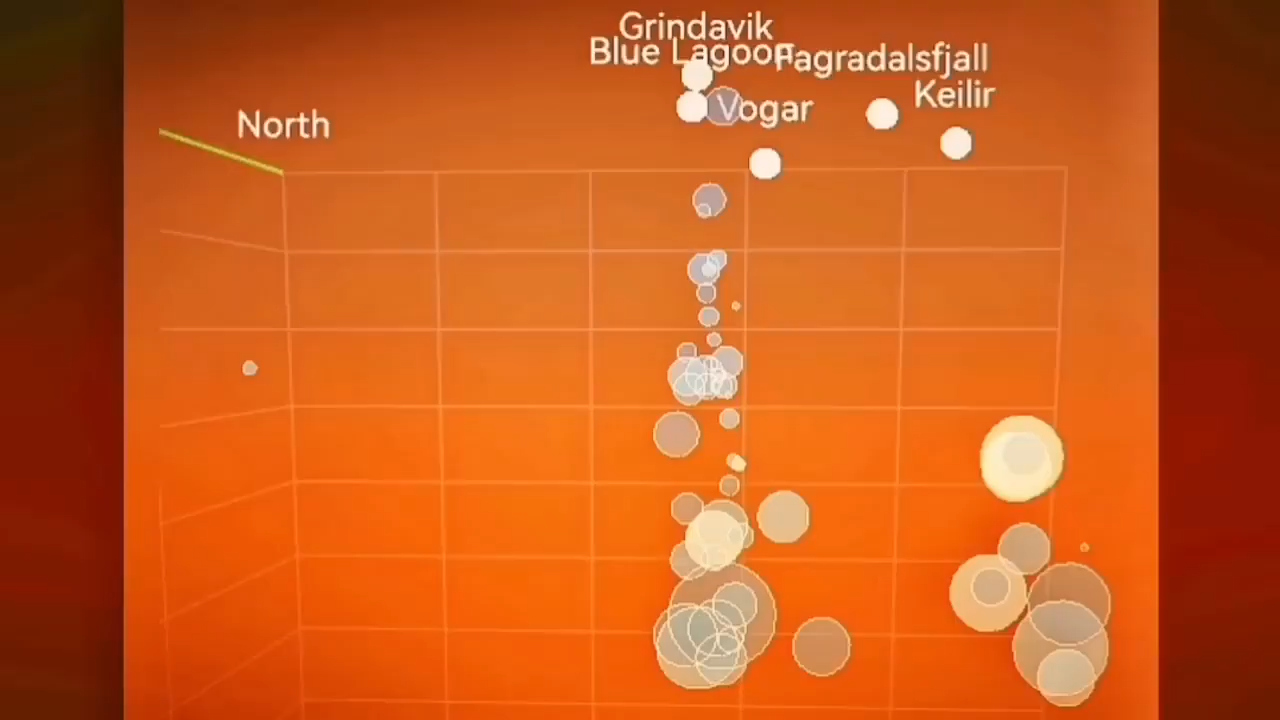 Grindavik
Blue Lagoon
Fagradalsfjall
Keilir
Vogar
North